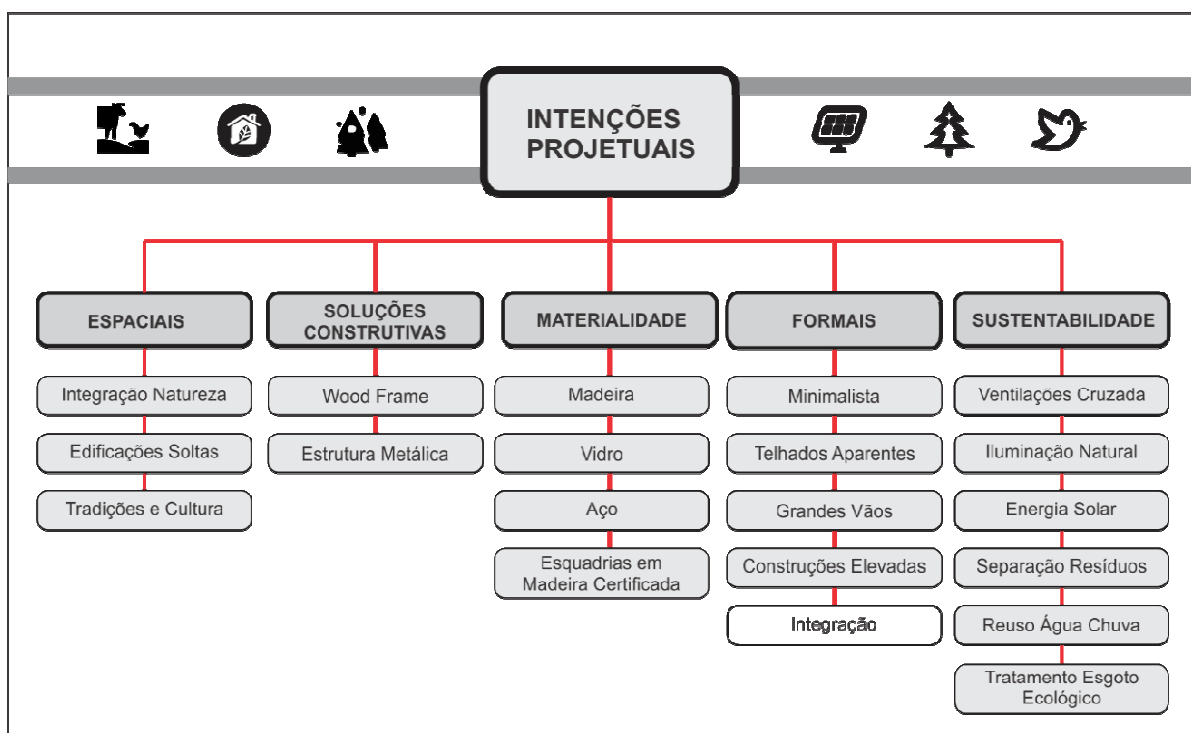 INTENÇÕES
PROJETUAIS
ESPACIAIS
Integração Natureza
Edificações Soltas
Tradições e Cultura
SOLUÇÕES
CONSTRUTIVAS
Wood Frame
Estrutura Metálica
MATERIALIDADE
Madeira
Vidro
Aço
Esquadrias em
Madeira Certificada
FORMAIS
Minimalista
Telhados Aparentes
Grandes Vãos
Construções Elevadas
Integração
SUSTENTABILIDADE
Ventilações Cruzada
Iluminação Natural
Energia Solar
Separação Resíduos
Reuso Água Chuva
Tratamento Esgoto
Ecológico